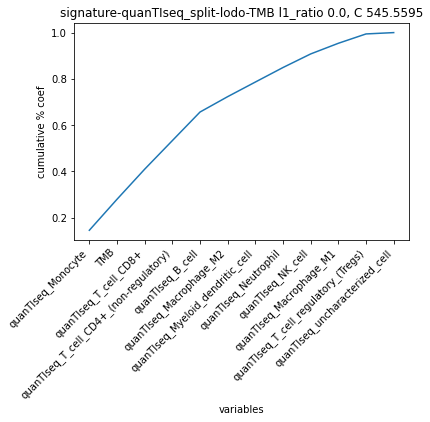 signature-quanTIseq_split-lodo-TMB l1_ratio 0.0, C 545.5595
cumulative % coef
1.0
0.8
0.6
0.4
0.2
quanTIseq_Monocyte
TMB
quanTIseq_T_cell_CD8+
quanTIseq_T_cell_CD4+_(non-regulatory)
quanTIseq_B_cell
quanTIseq_Macrophage_M2
quanTIseq_Myeloid_dendritic_cell
quanTIseq_Neutrophil
quanTIseq_NK_cell
quanTIseq_Macrophage_M1
quanTIseq_T_cell_regulatory_(Tregs)
quanTIseq_uncharacterized_cell
variables